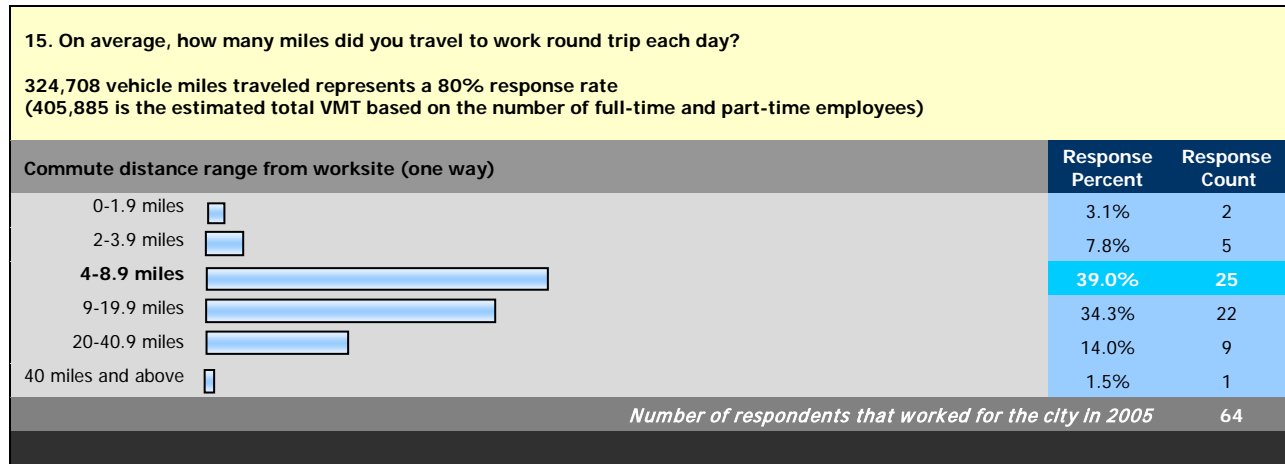 15. On average, how many miles did you travel to work round trip each day?
324,708 vehicle miles traveled represents a 80% response rate
(405,885 is the estimated total VMT based on the number of full-time and part-time employees)
Commute distance range from worksite (one way) Response Percent Response Count
0-1.9 miles 3.1% 2
2-3.9 miles 7.8% 5
4-8.9 miles 39.0% 25
9-19.9 miles 34.3% 22
20-40.9 miles 14.0% 9
40 miles and above 1.5% 1
Number of respondents that worked for the city in 2005 64